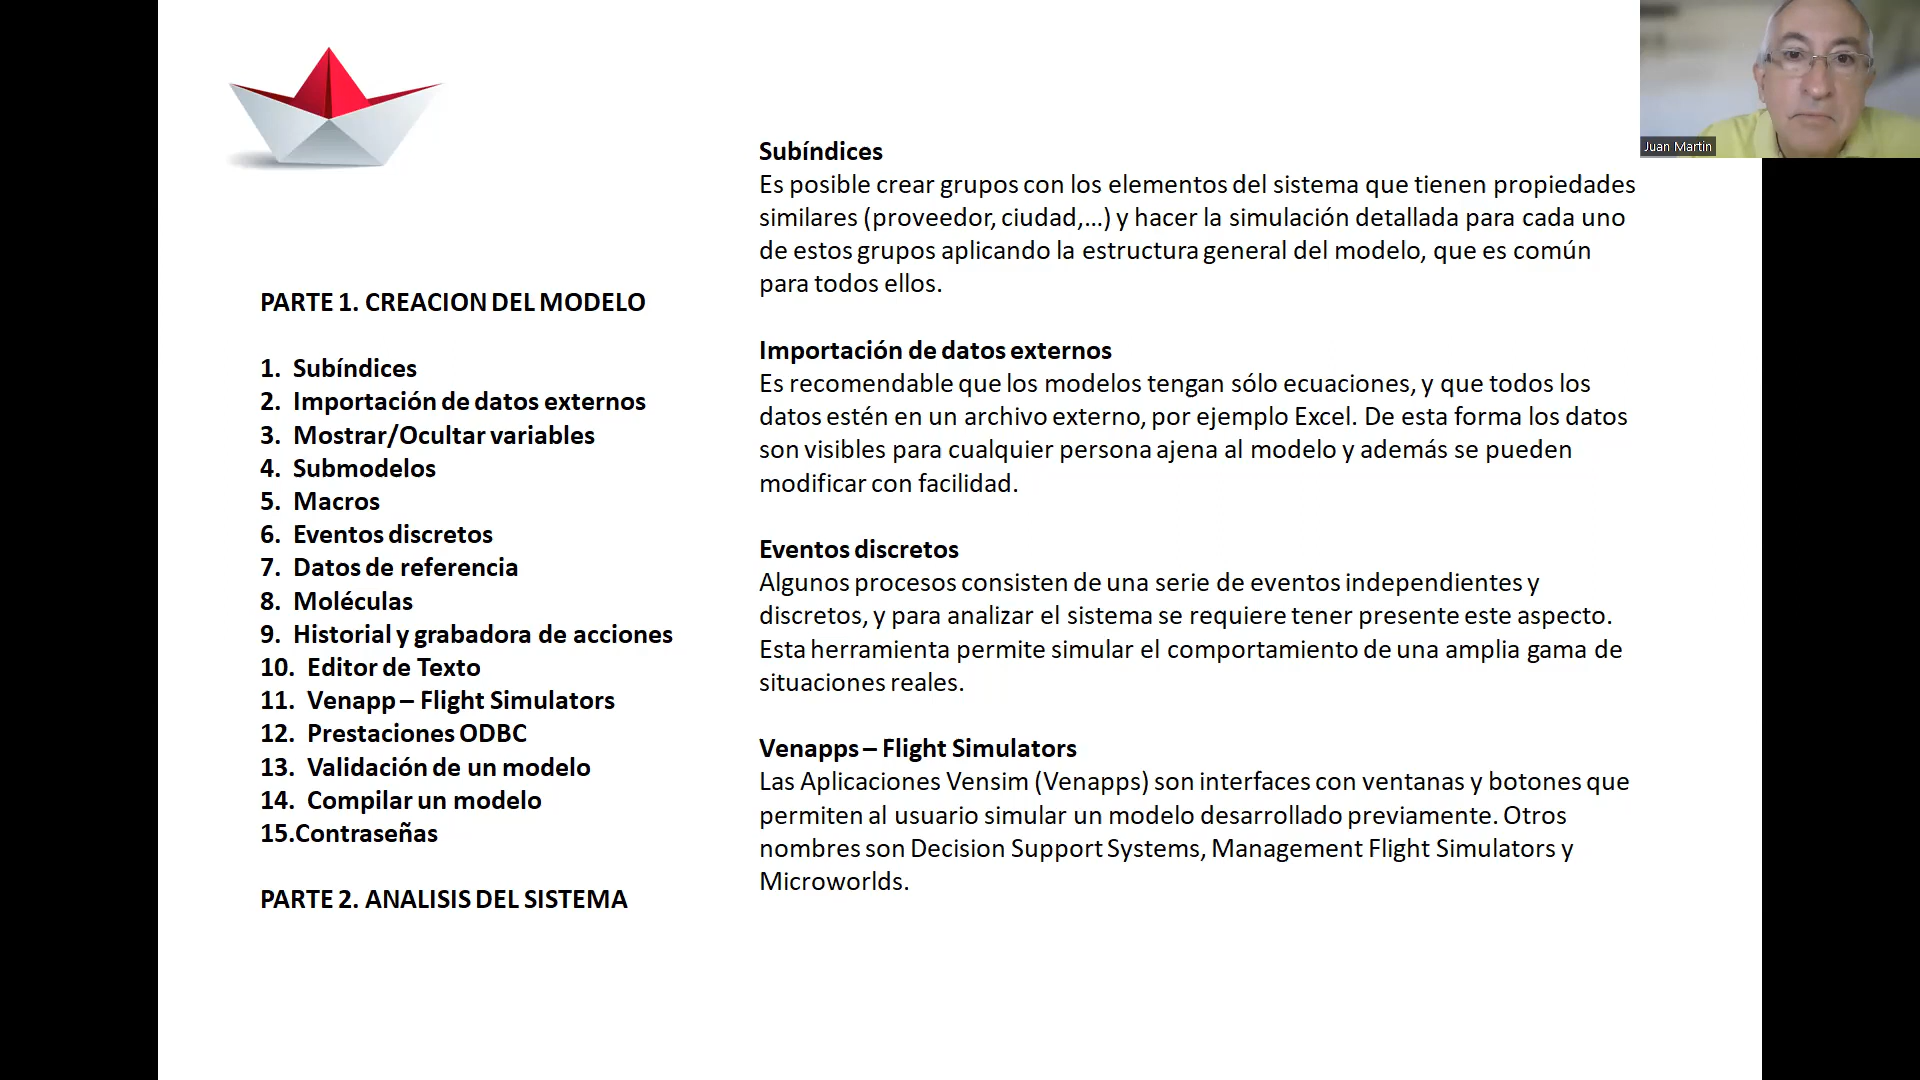 PARTE 1. CREACION DEL MODELO
1. Subíndices
2. Importación de datos externos
3. Mostrar/Ocultar variables
4. Submodelos
5. Macros
6. Eventos discretos
7. Datos de referencia
8. Moléculas
9. Historial y grabadora de acciones
10. Editor de Texto
11. Venapp – Flight Simulators
12. Prestaciones ODBC
13. Validación de un modelo
14. Compilar un modelo
15.Contraseñas
PARTE 2. ANALISIS DEL SISTEMA
Subíndices
Es posible crear grupos con los elementos del sistema que tienen propiedades
similares (proveedor, ciudad,...) y hacer la simulación detallada para cada uno
de estos grupos aplicando la estructura general del modelo, que es común
para todos ellos.
Importación de datos externos
Es recomendable que los modelos tengan sólo ecuaciones, y que todos los
datos estén en un archivo externo, por ejemplo Excel. De esta forma los datos
son visibles para cualquier persona ajena al modelo y además se pueden
modificar con facilidad.
Eventos discretos
Algunos procesos consisten de una serie de eventos independientes y
discretos, y para analizar el sistema se requiere tener presente este aspecto.
Esta herramienta permite simular el comportamiento de una amplia gama de
situaciones reales.
Venapps – Flight Simulators
Las Aplicaciones Vensim (Venapps) son interfaces con ventanas y botones que
permiten al usuario simular un modelo desarrollado previamente. Otros
nombres son Decision Support Systems, Management Flight Simulators y
Microworlds.
Juan Martin